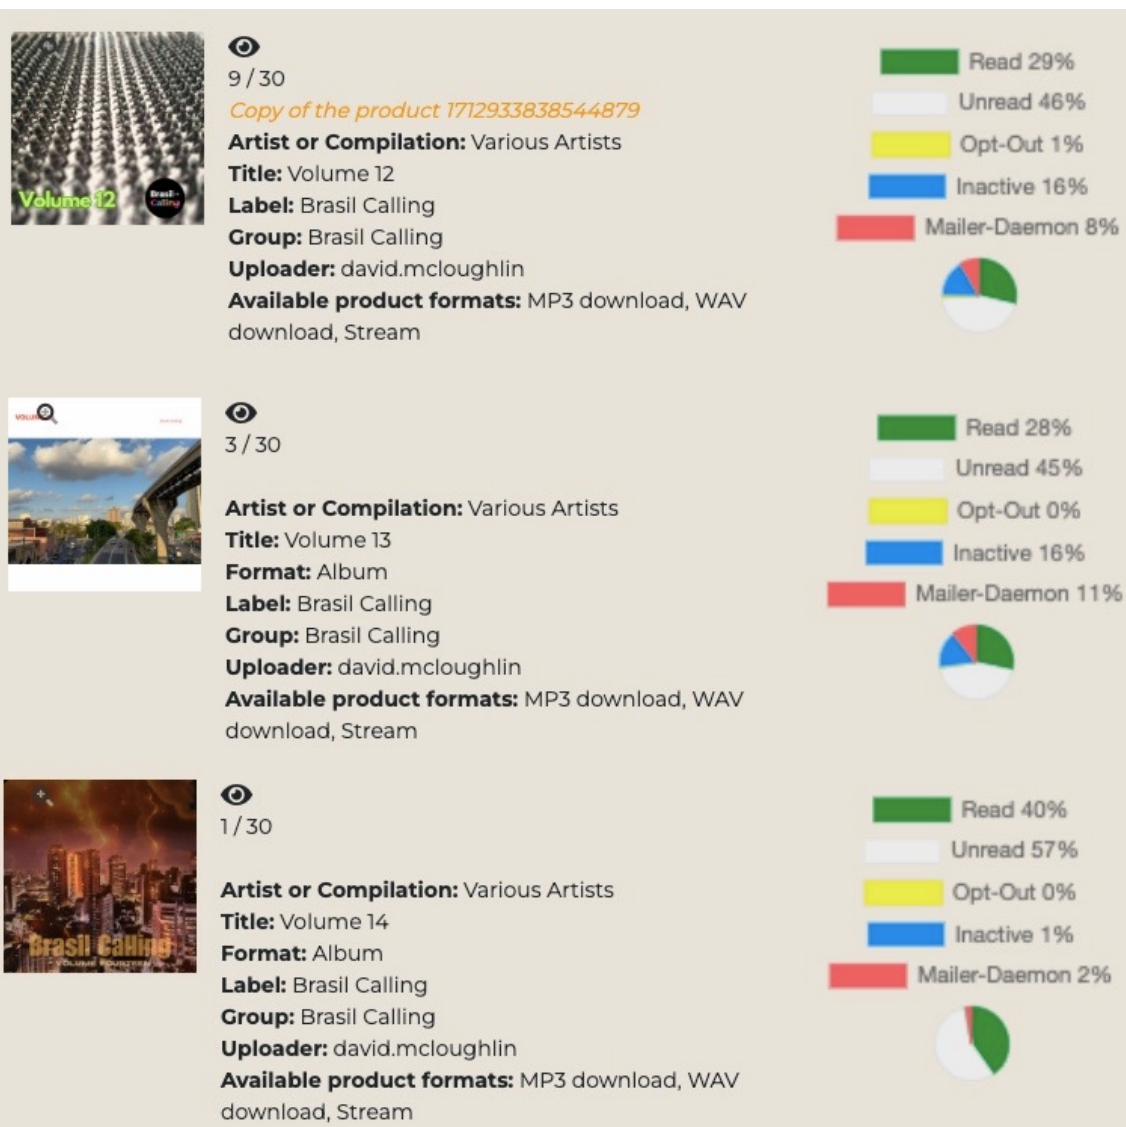 9 / 30
Copy of the product 1712933838544879
Artist or Compilation: Various Artists
Title: Volume 12
Label: Brasil Calling
Group: Brasil Calling
Uploader: david.mcloughlin
Available product formats: MP3 download, WAV
download, Stream
Volume 12
Brasil
Calling
Read 29%
Unread 46%
Opt-Out 1%
Inactive 16%
Mailer-Daemon 8%
3 / 30
Artist or Compilation: Various Artists
Title: Volume 13
Format: Album
Label: Brasil Calling
Group: Brasil Calling
Uploader: david.mcloughlin
Available product formats: MP3 download, WAV
download, Stream
Read 28%
Unread 45%
Opt-Out 0%
Inactive 16%
Mailer-Daemon 11%
1 / 30
Artist or Compilation: Various Artists
Title: Volume 14
Format: Album
Label: Brasil Calling
Group: Brasil Calling
Uploader: david.mcloughlin
Available product formats: MP3 download, WAV
download, Stream
Brasil Calling
VOLUME FOURTEEN
Read 40%
Unread 57%
Opt-Out 0%
Inactive 1%
Mailer-Daemon 2%